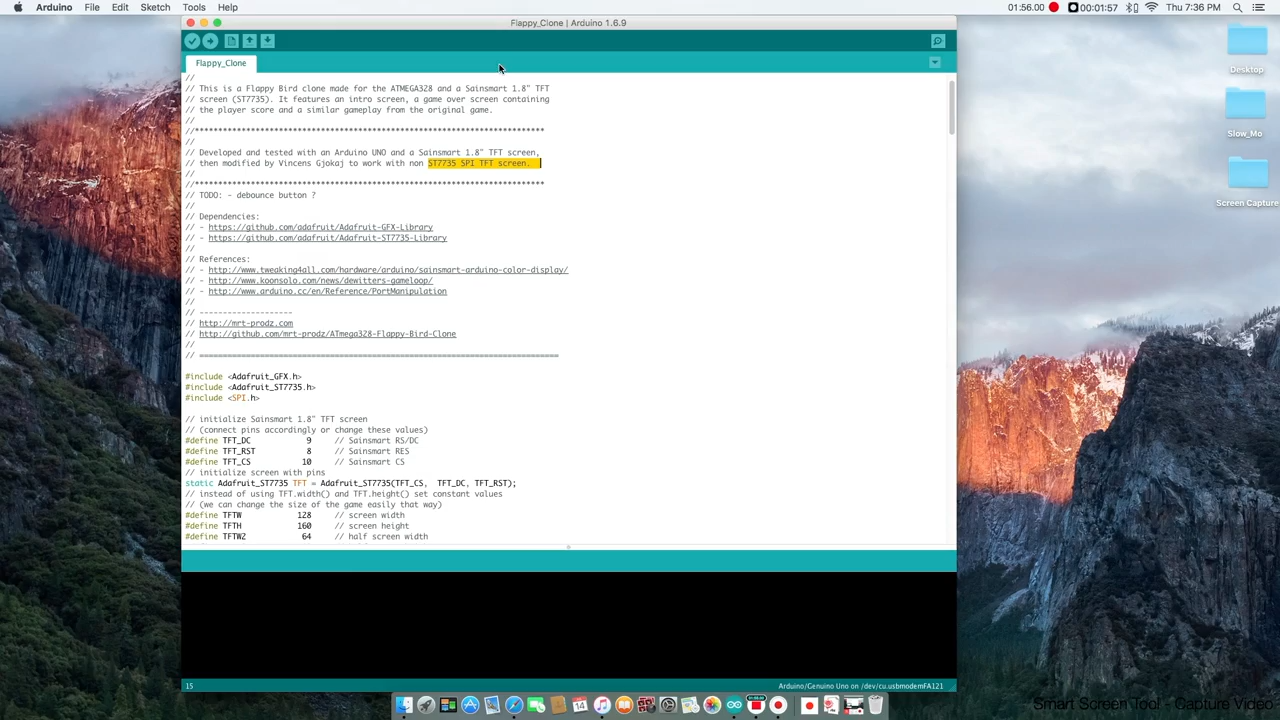 Arduino File Edit Sketch Tools Help
01:56.00 00:01:57 Thu 7:36 PM
Flappy_Clone | Arduino 1.6.9
Flappy_Clone
//
// This is a Flappy Bird clone made for the ATMEGA328 and a Sainsmart 1.8" TFT
// screen (ST7735). It features an intro screen, a game over screen containing
// the player score and a similar gameplay from the original game.
//
//**************************************************************************
//
// Developed and tested with an Arduino UNO and a Sainsmart 1.8" TFT screen,
// then modified by Vincens Gjokaj to work with non ST7735 SPI TFT screen.
//
//**************************************************************************
// TODO: - debounce button ?
//
// Dependencies:
// - https://github.com/adafruit/Adafruit-GFX-Library
// - https://github.com/adafruit/Adafruit-ST7735-Library
//
// References:
// - http://www.tweaking4all.com/hardware/arduino/sainsmart-arduino-color-display/
// - http://www.koonsolo.com/news/dewitters-gameloop/
// - http://www.arduino.cc/en/Reference/PortManipulation
//
// --------------------
// http://mrt-prodz.com
// http://github.com/mrt-prodz/ATmega328-Flappy-Bird-Clone
//
// =============================================================================
#include <Adafruit_GFX.h>
#include <Adafruit_ST7735.h>
#include <SPI.h>
// initialize Sainsmart 1.8" TFT screen
// (connect pins accordingly or change these values)
#define TFT_DC 9 // Sainsmart RS/DC
#define TFT_RST 8 // Sainsmart RES
#define TFT_CS 10 // Sainsmart CS
// initialize screen with pins
static Adafruit_ST7735 TFT = Adafruit_ST7735(TFT_CS, TFT_DC, TFT_RST);
// instead of using TFT.width() and TFT.height() set constant values
// (we can change the size of the game easily that way)
#define TFTW 128 // screen width
#define TFTH 160 // screen height
#define TFTW2 64 // half screen width
15
Arduino/Genuino Uno on /dev/cu.usbmodemFA121
Desktop
Slow_Mo
Screen Capture
Smart Screen Tool - Capture Video